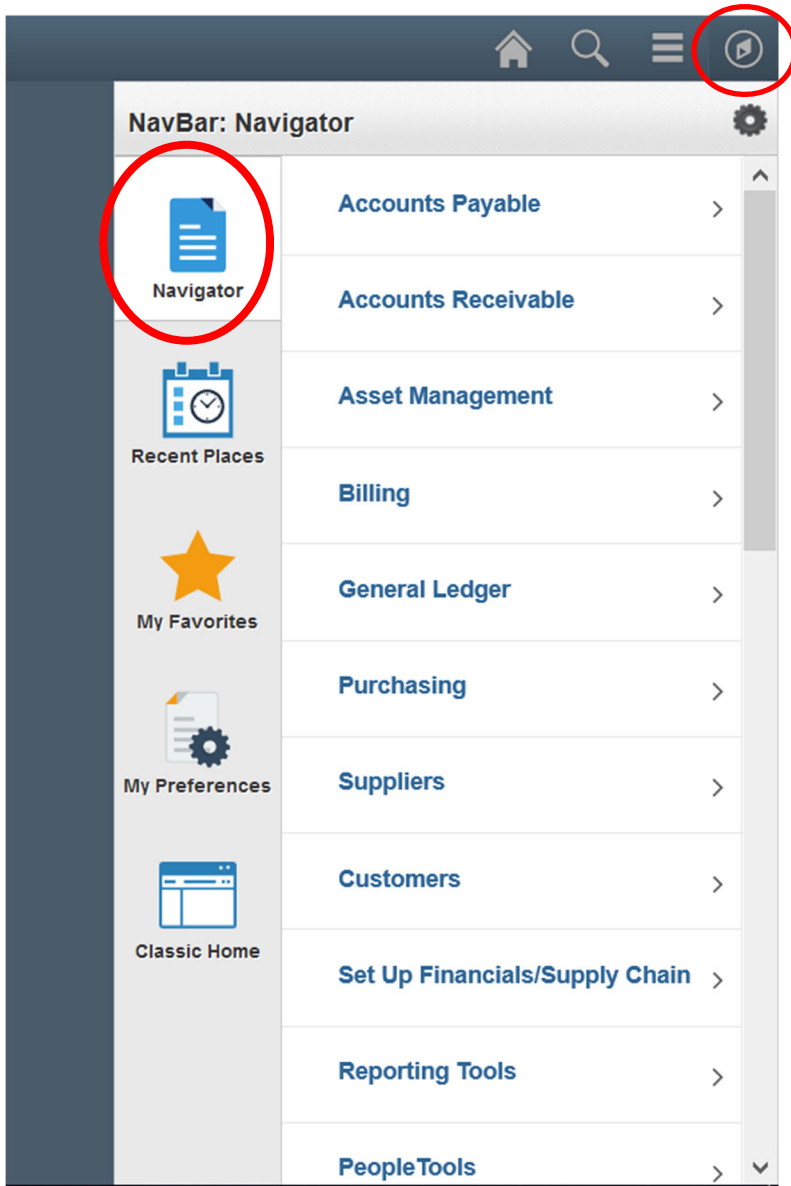 NavBar: Navigator
Navigator
Recent Places
My Favorites
My Preferences
Classic Home
Accounts Payable
Accounts Receivable
Asset Management
Billing
General Ledger
Purchasing
Suppliers
Customers
Set Up Financials/Supply Chain
Reporting Tools
PeopleTools